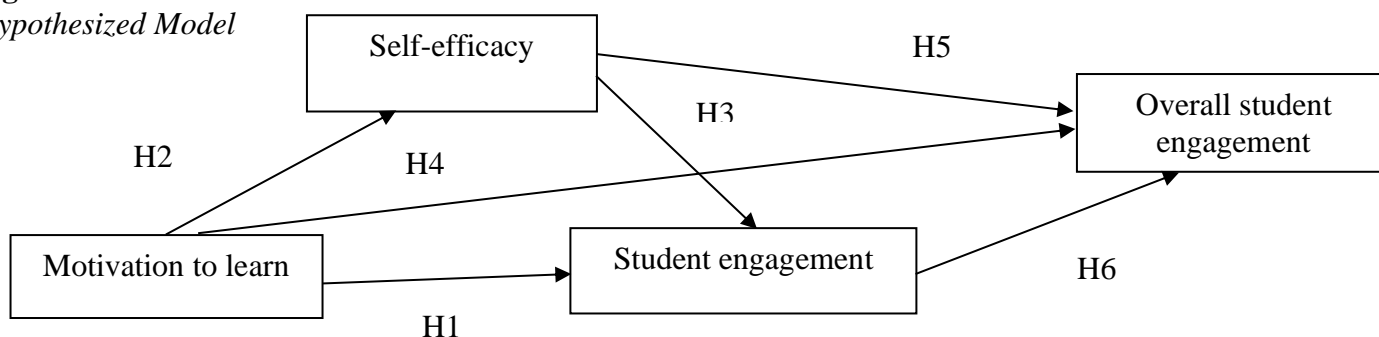 ypothesized Model
Self-efficacy
H5
Overall student
engagement
H3
H2
H4
Motivation to learn
Student engagement
H6
H1